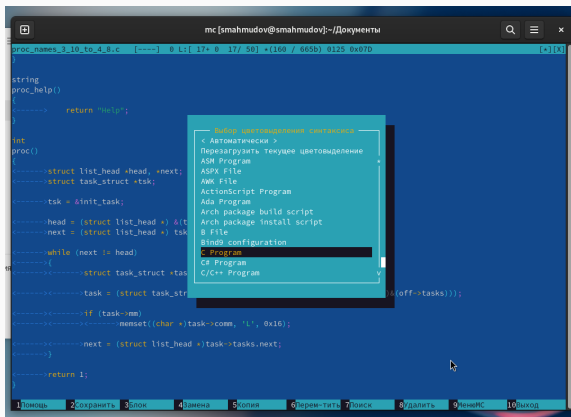 mc [smahmudov@smahmudov]:~/Документы
proc_names_3_10_to_4_8.c [----] 0 L:[ 17+ 0 17/ 50] *(160 / 665b) 0125 0x07D [*][X]
}
string
proc_help()
{
<------> return "Help";
}
int
proc()
{
<------>struct list_head *head, *next;
<------>struct task_struct *tsk;
<------>tsk = &init_task;
<------>head = (struct list_head *) &(t
<------>next = (struct list_head *) tsk
<------>while (next != head)
<------>{
<------><------>struct task_struct *tas
<------><------>task = (struct task_str )&(off->tasks)));
<------><------>if (task->mm)
<------><------><------>memset((char *)task->comm, 'L', 0x16);
<------><------>next = (struct list_head *)task->tasks.next;
<------>}
<------>return 1;
}
Выбор цветовыделения синтаксиса
< Автоматически >
Перезагрузить текущее цветовыделение
ASM Program
ASPX File
AWK File
ActionScript Program
Ada Program
Arch package build script
Arch package install script
B File
Bind9 configuration
C Program
C# Program
C/C++ Program
1Помощь 2Сохранить 3Блок 4Замена 5Копия 6Перем~тить 7Поиск 8Удалить 9МенюМС 10Выход